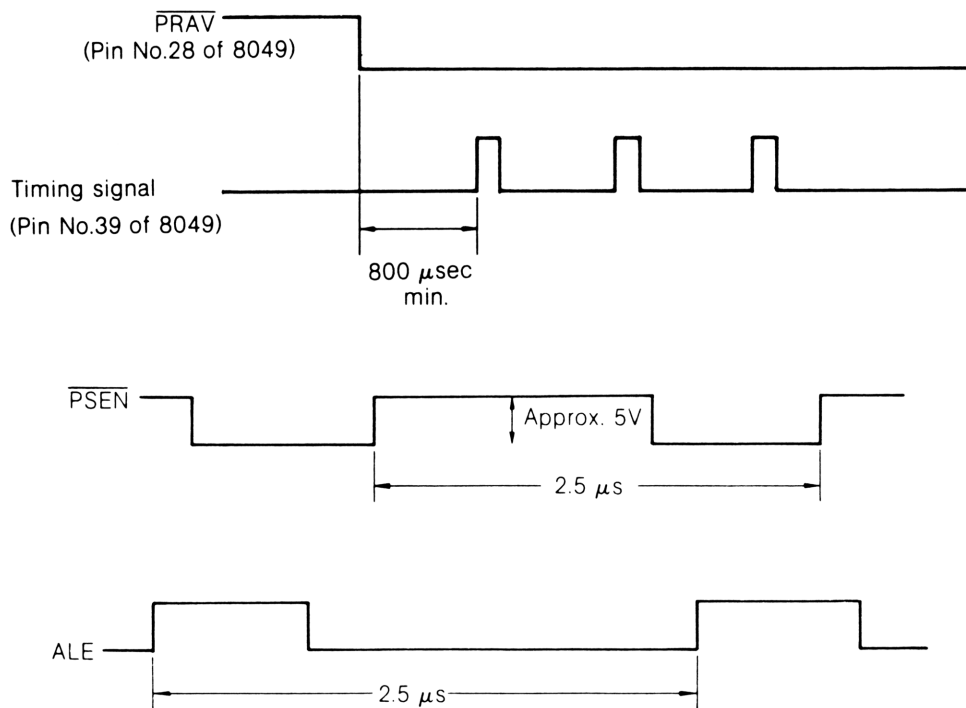 PRAV
(Pin No.28 of 8049)
Timing signal
(Pin No.39 of 8049)
800 μsec
min.
PSEN
Approx. 5V
2.5 μs
ALE
2.5 μs